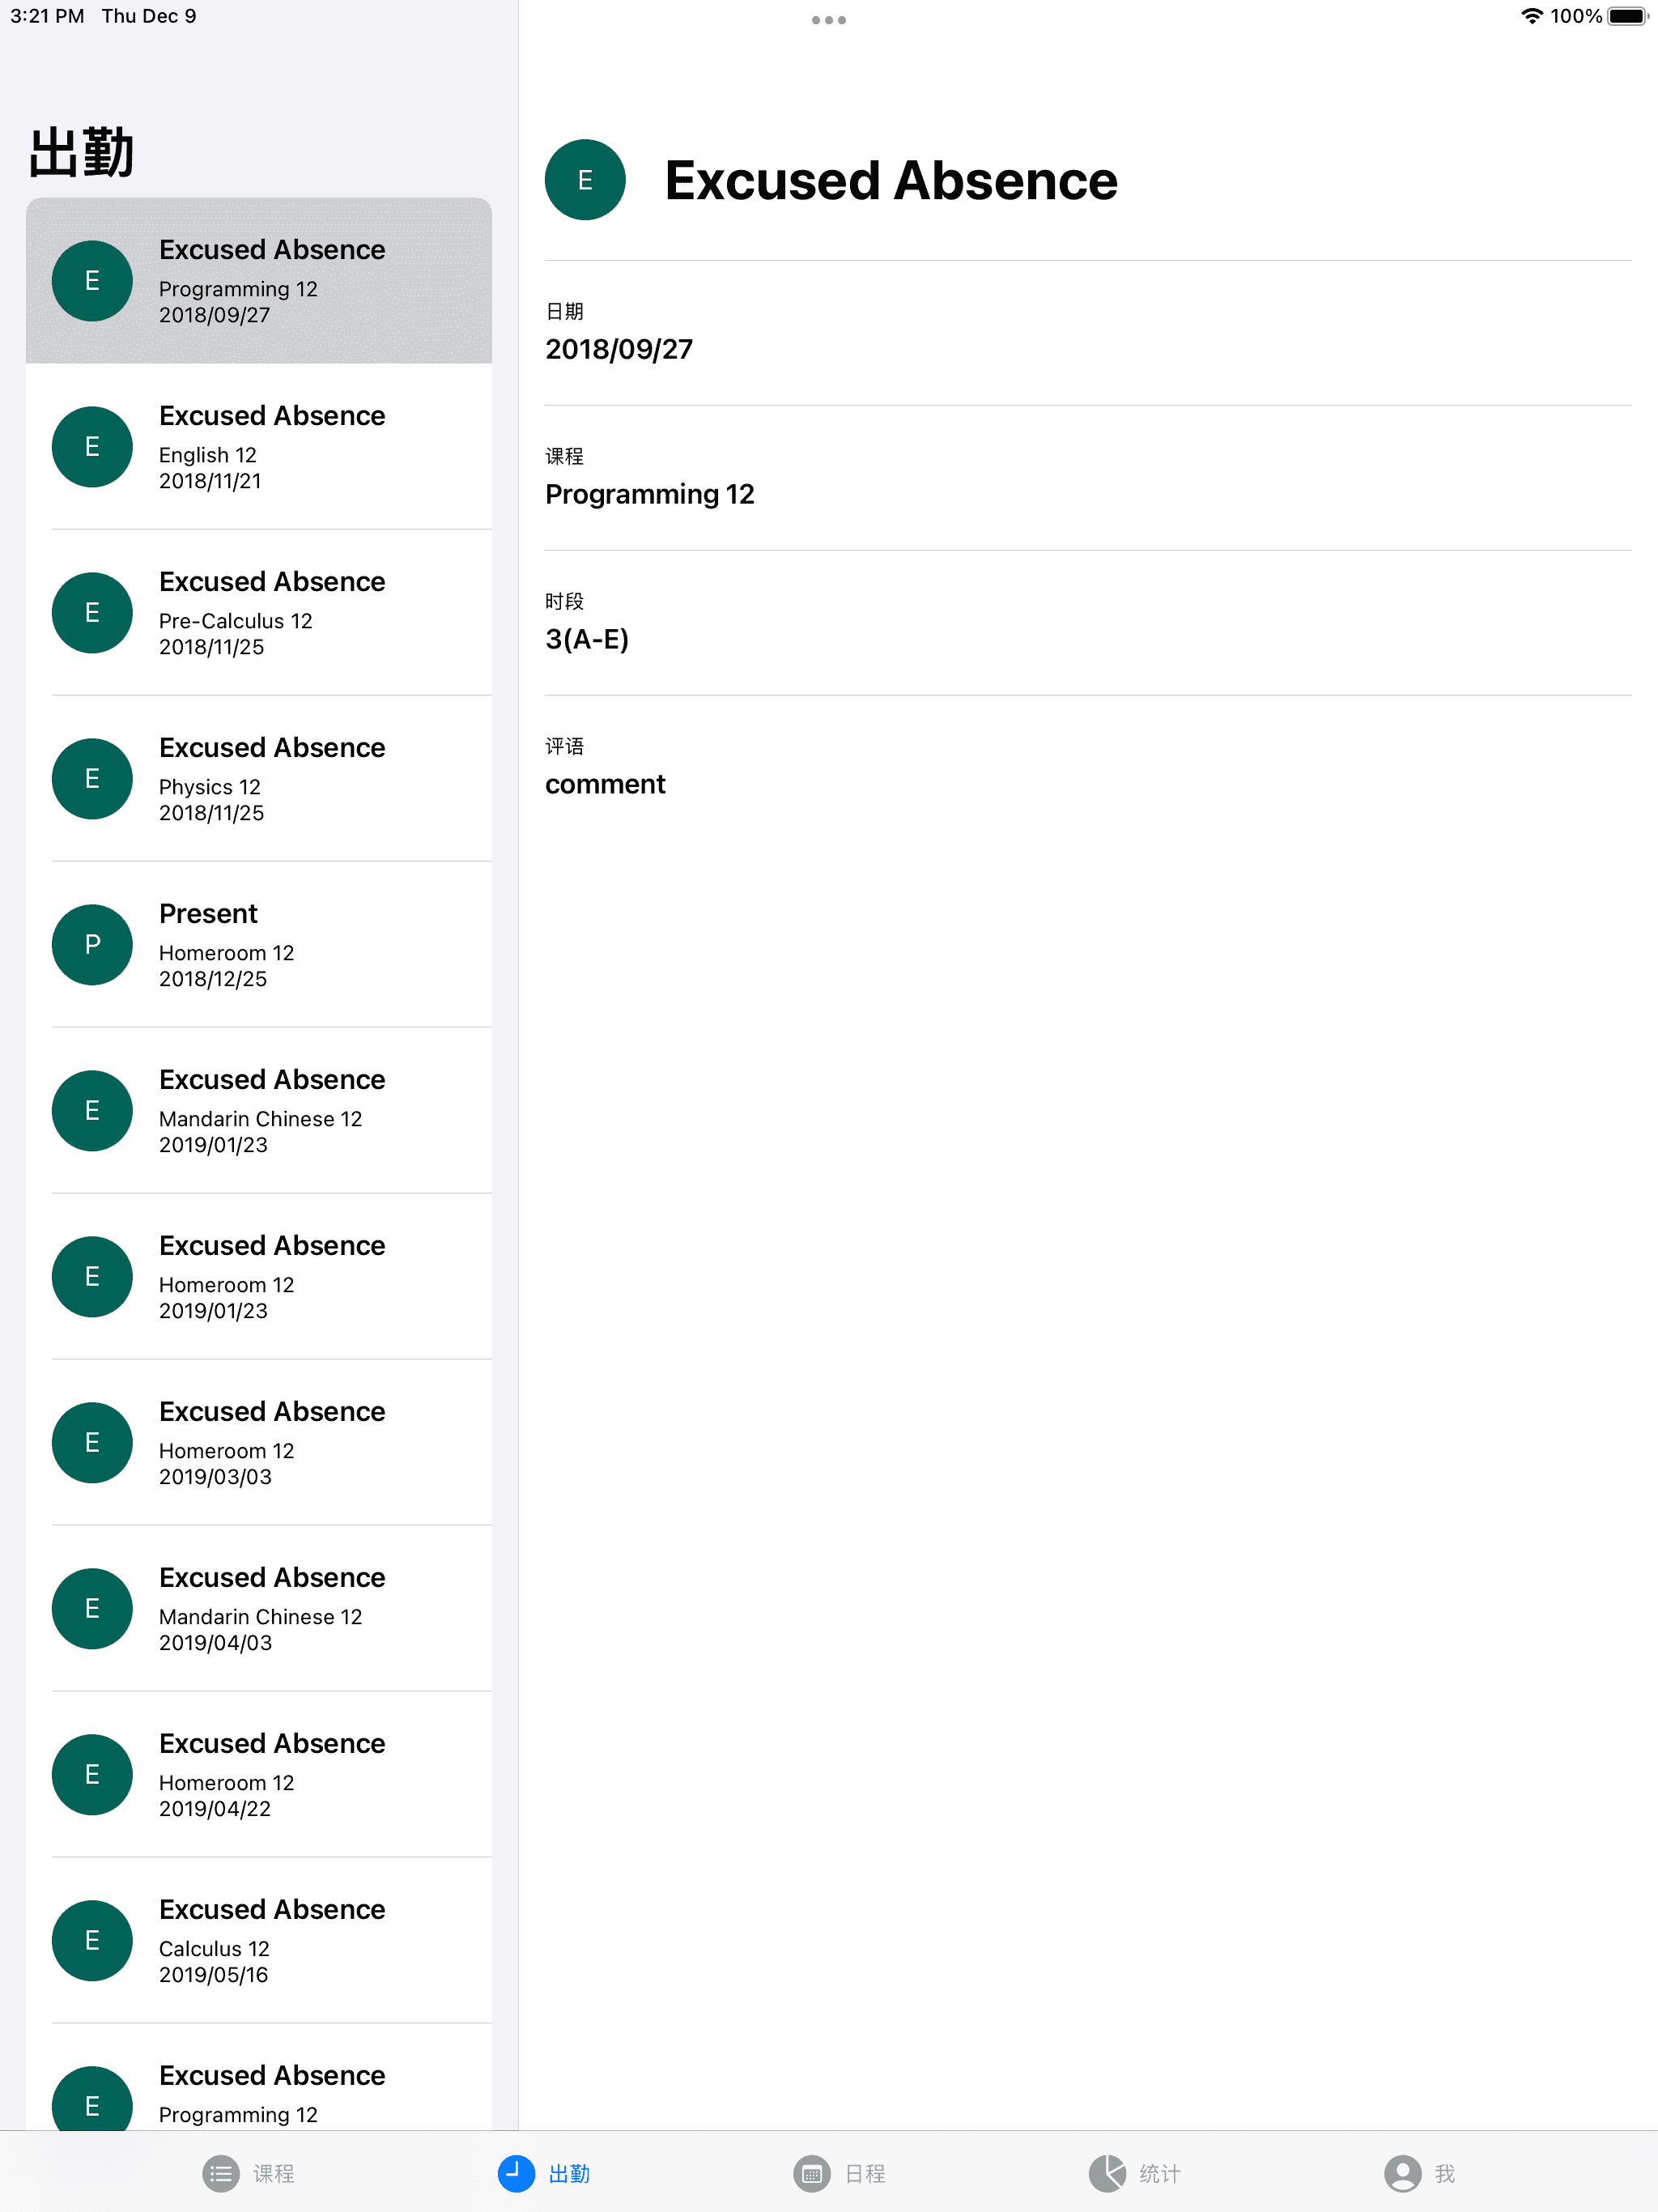 3:21 PM Thu Dec 9
100%
出勤
E
Excused Absence
Programming 12
2018/09/27
E
Excused Absence
English 12
2018/11/21
E
Excused Absence
Pre-Calculus 12
2018/11/25
E
Excused Absence
Physics 12
2018/11/25
P
Present
Homeroom 12
2018/12/25
E
Excused Absence
Mandarin Chinese 12
2019/01/23
E
Excused Absence
Homeroom 12
2019/01/23
E
Excused Absence
Homeroom 12
2019/03/03
E
Excused Absence
Mandarin Chinese 12
2019/04/03
E
Excused Absence
Homeroom 12
2019/04/22
E
Excused Absence
Calculus 12
2019/05/16
E
Excused Absence
Programming 12
E
Excused Absence
日期
2018/09/27
课程
Programming 12
时段
3(A-E)
评语
comment
课程
出勤
日程
统计
我